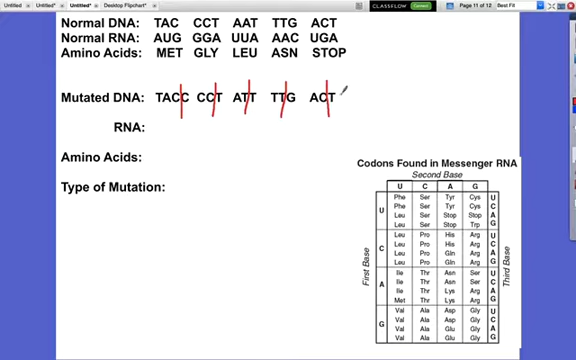 Untitled Untitled* Untitled* Desktop Flipchart* CLASSFLOW Connect Page 11 of 12 Best Fit
Normal DNA: TAC CCT AAT TTG ACT
Normal RNA: AUG GGA UUA AAC UGA
Amino Acids: MET GLY LEU ASN STOP
Mutated DNA: TACC CCT ATT TTG ACT
RNA:
Amino Acids:
Type of Mutation:
Codons Found in Messenger RNA
Second Base
U C A G
First Base
Third Base
U
Phe Ser Tyr Cys U
Phe Ser Tyr Cys C
Leu Ser Stop Stop A
Leu Ser Stop Trp G
C
Leu Pro His Arg U
Leu Pro His Arg C
Leu Pro Gln Arg A
Leu Pro Gln Arg G
A
Ile Thr Asn Ser U
Ile Thr Asn Ser C
Ile Thr Lys Arg A
Met Thr Lys Arg G
G
Val Ala Asp Gly U
Val Ala Asp Gly C
Val Ala Glu Gly A
Val Ala Glu Gly G